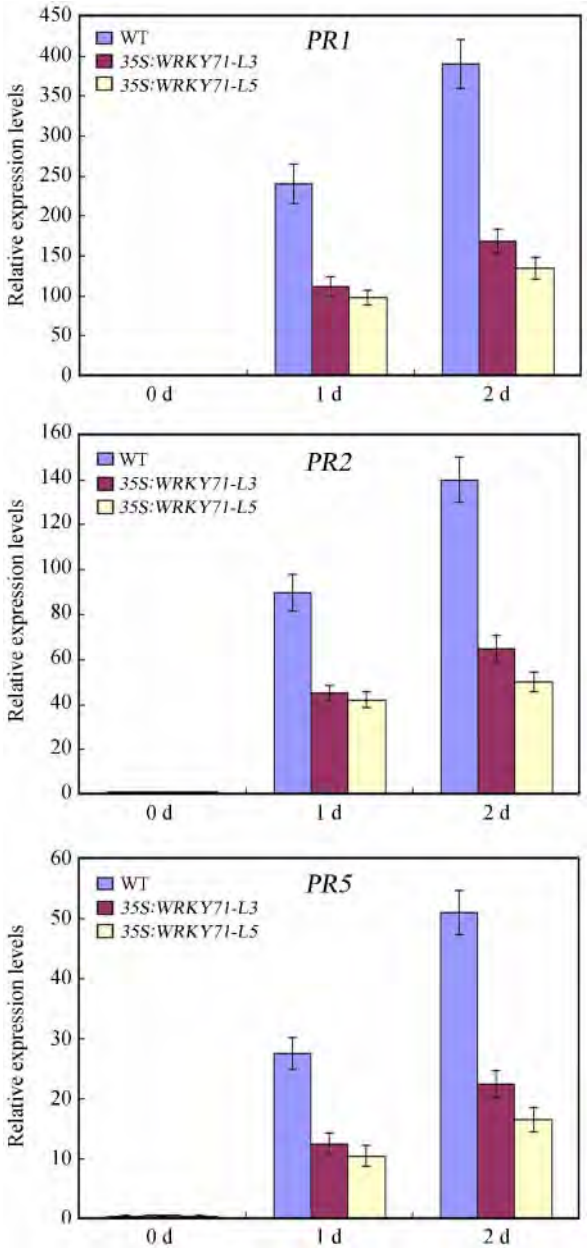 PR1
WT
35S:WRKY71-L3
35S:WRKY71-L5
Relative expression levels
450
400
350
300
250
200
150
100
50
0
0 d 1 d 2 d
PR2
WT
35S:WRKY71-L3
35S:WRKY71-L5
Relative expression levels
160
140
120
100
80
60
40
20
0
0 d 1 d 2 d
PR5
WT
35S:WRKY71-L3
35S:WRKY71-L5
Relative expression levels
60
50
40
30
20
10
0
0 d 1 d 2 d